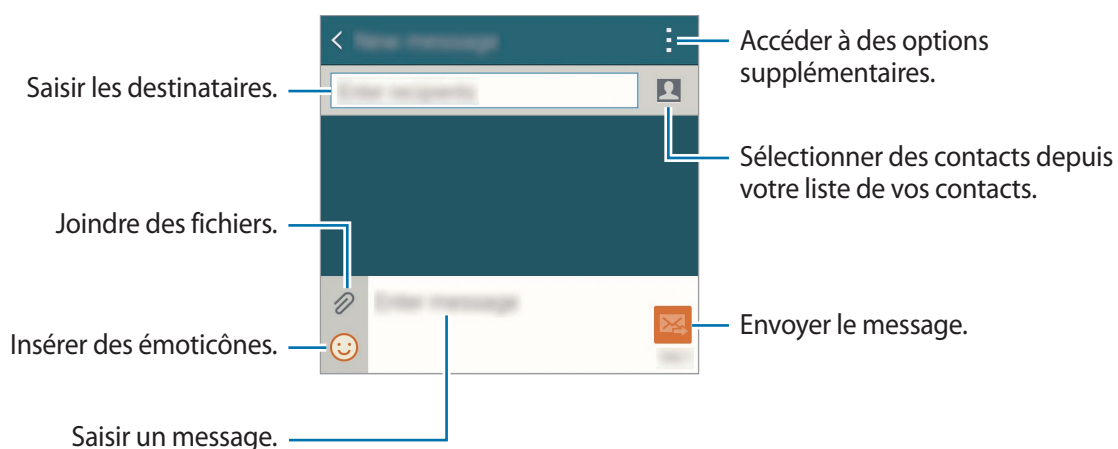 Accéder à des options
supplémentaires.
Saisir les destinataires.
Sélectionner des contacts depuis
votre liste de vos contacts.
Joindre des fichiers.
Envoyer le message.
Insérer des émoticônes.
Saisir un message.